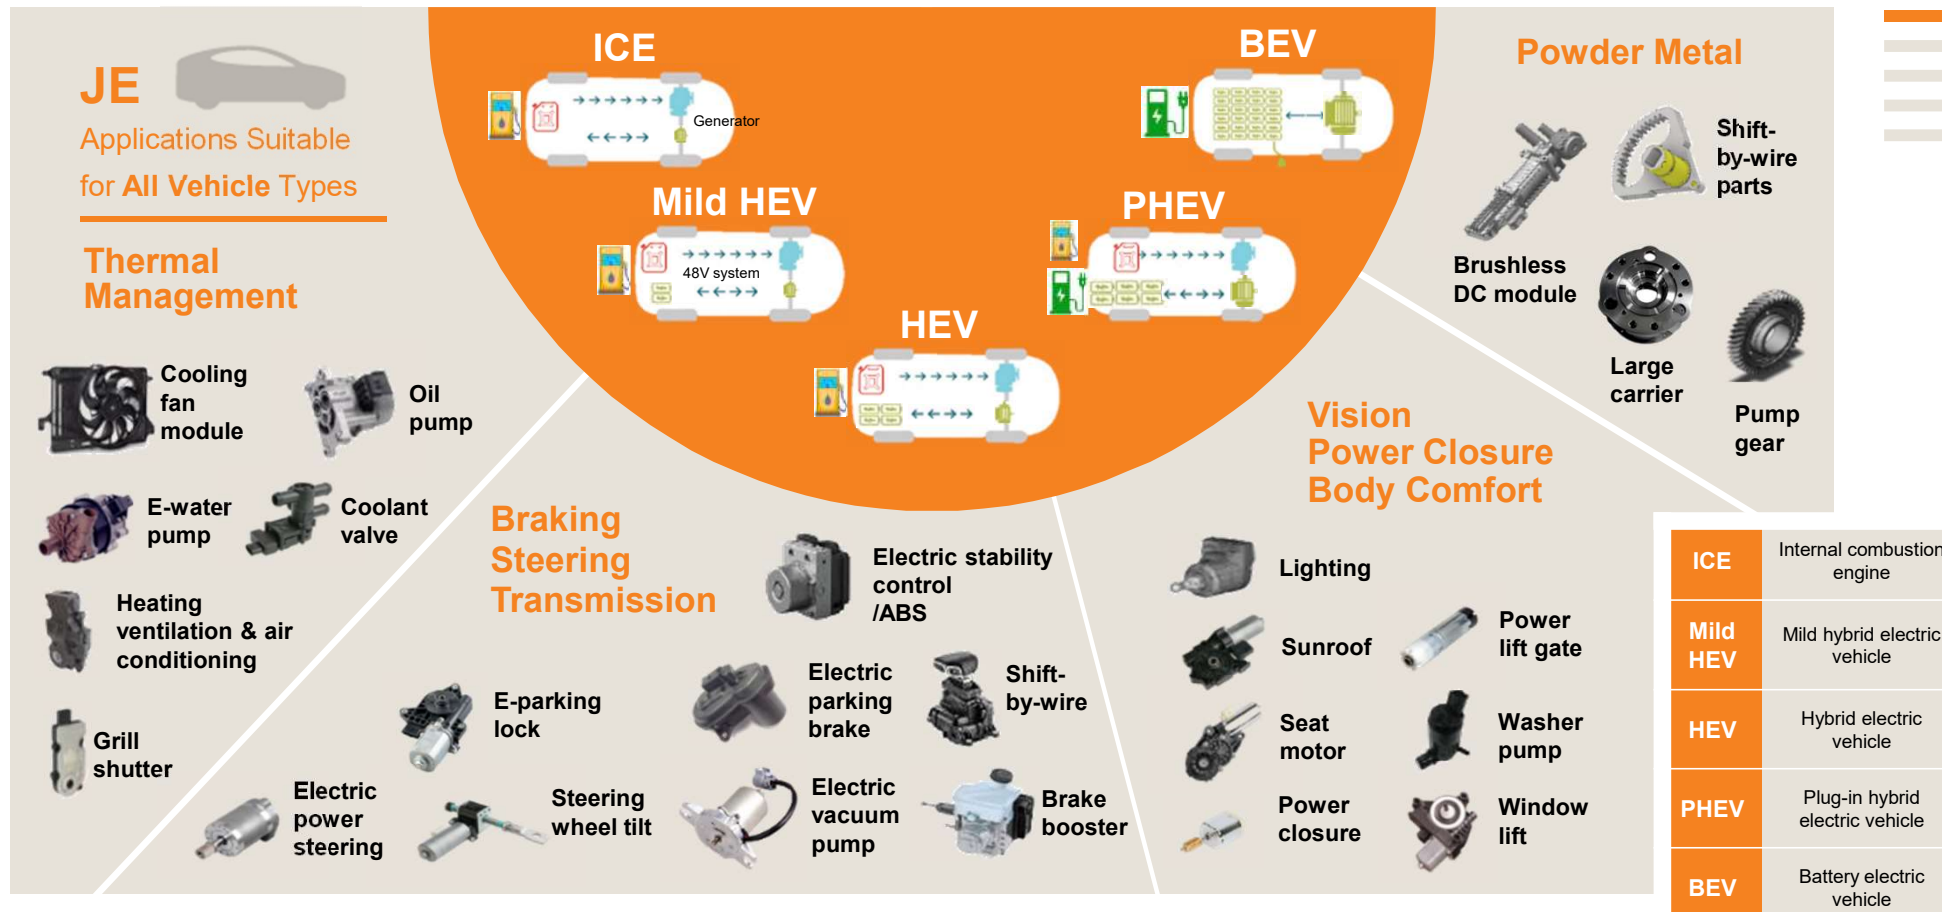 JE
Applications Suitable
for All Vehicle Types
ICE
Generator
Mild HEV
48V system
HEV
PHEV
BEV
Thermal
Management
Cooling
fan
module
Oil
pump
E-water
pump
Coolant
valve
Heating
ventilation & air
conditioning
Grill
shutter
Braking
Steering
Transmission
Electric stability
control
/ABS
E-parking
lock
Electric
parking
brake
Shift-
by-wire
Electric
power
steering
Steering
wheel tilt
Electric
vacuum
pump
Brake
booster
Vision
Power Closure
Body Comfort
Lighting
Sunroof
Power
lift gate
Seat
motor
Washer
pump
Power
closure
Window
lift
Powder Metal
Shift-
by-wire
parts
Brushless
DC module
Large
carrier
Pump
gear
ICE
Internal combustion
engine
Mild
HEV
Mild hybrid electric
vehicle
HEV
Hybrid electric
vehicle
PHEV
Plug-in hybrid
electric vehicle
BEV
Battery electric
vehicle